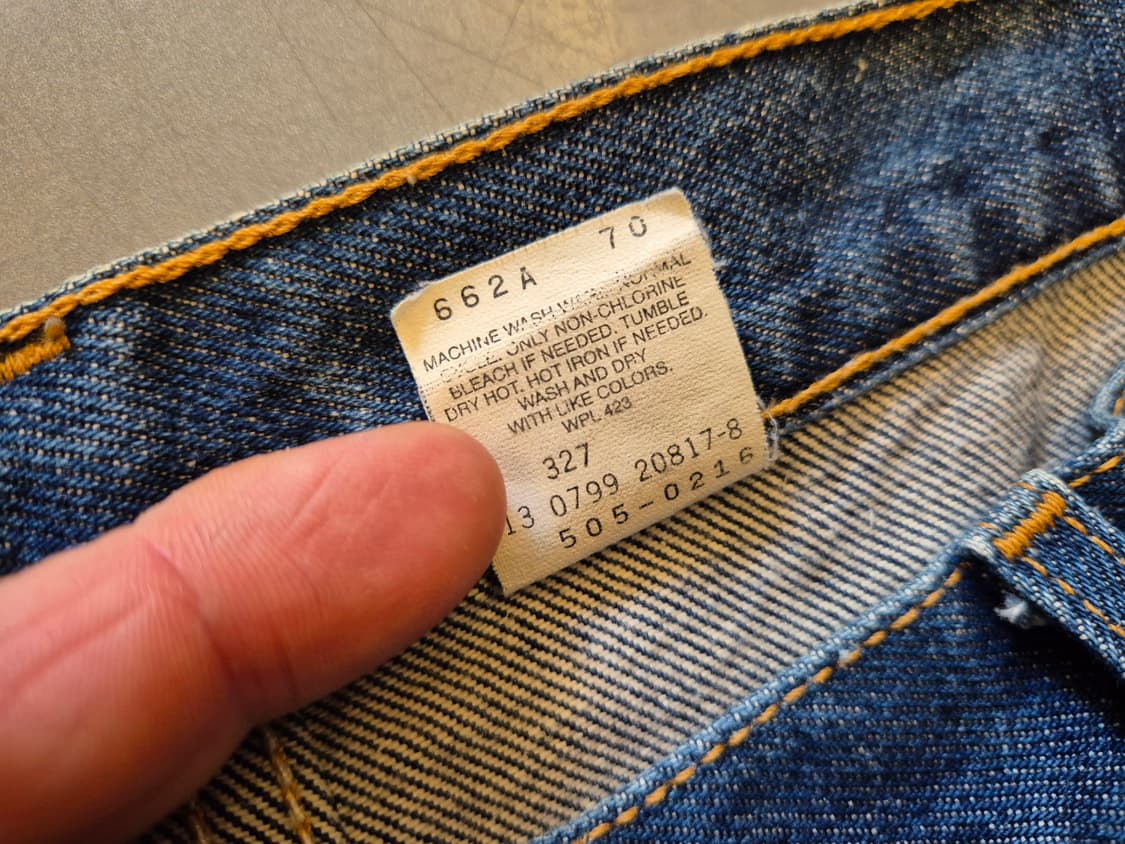 662A 70
MACHINE WASH WARM NORMAL
ONLY NON-CHLORINE
BLEACH IF NEEDED. TUMBLE
DRY HOT. HOT IRON IF NEEDED.
WASH AND DRY
WITH LIKE COLORS.
WPL 423
327
13 0799 20817-8
505-0216